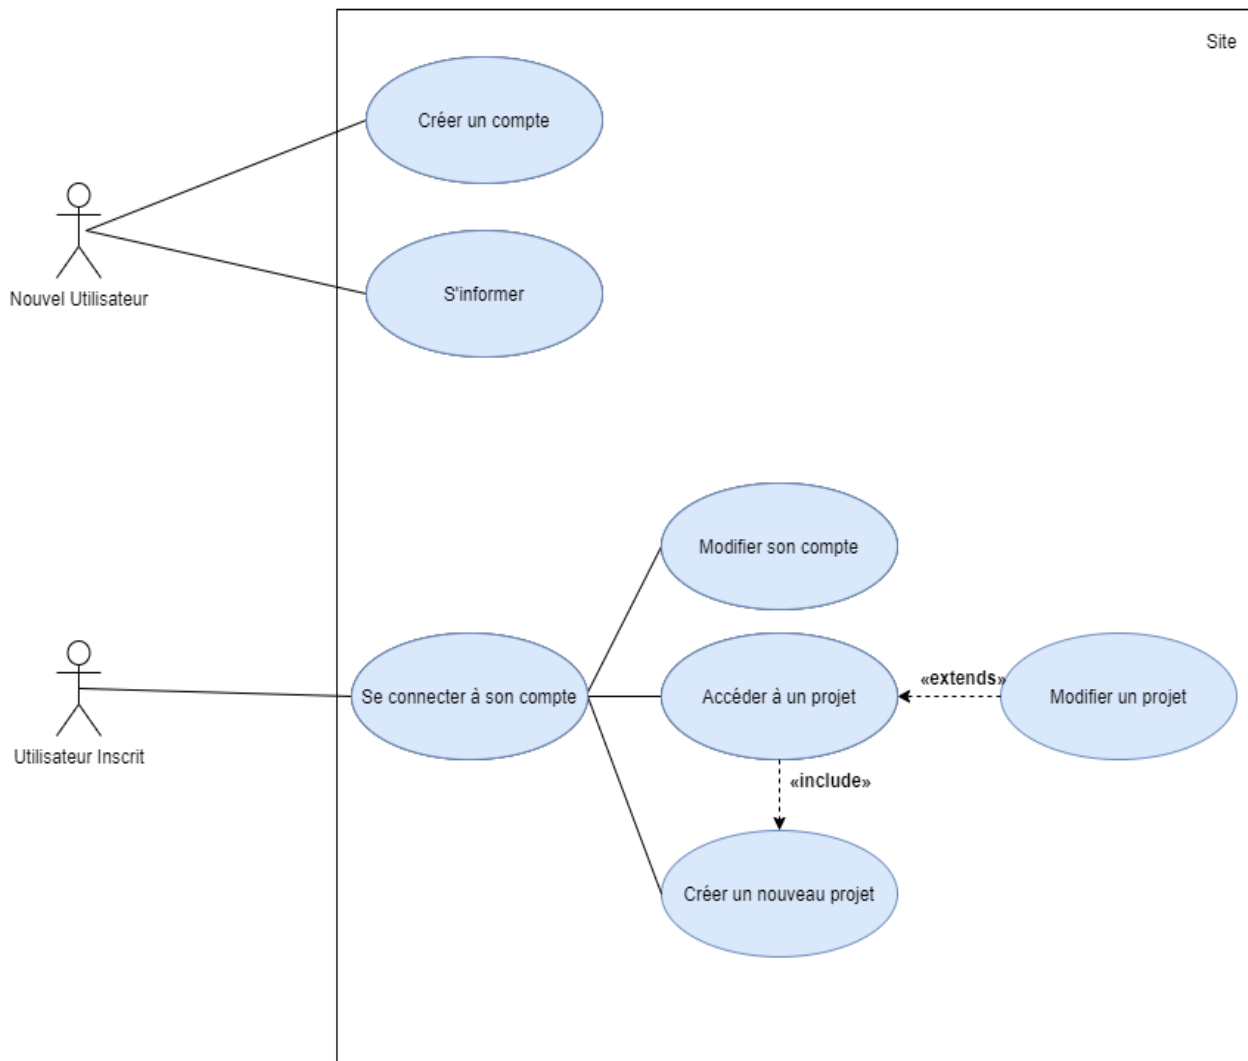 Site
Créer un compte
S'informer
Nouvel Utilisateur
Modifier son compte
Se connecter à son compte
Accéder à un projet
«extends»
Modifier un projet
Utilisateur Inscrit
«include»
Créer un nouveau projet